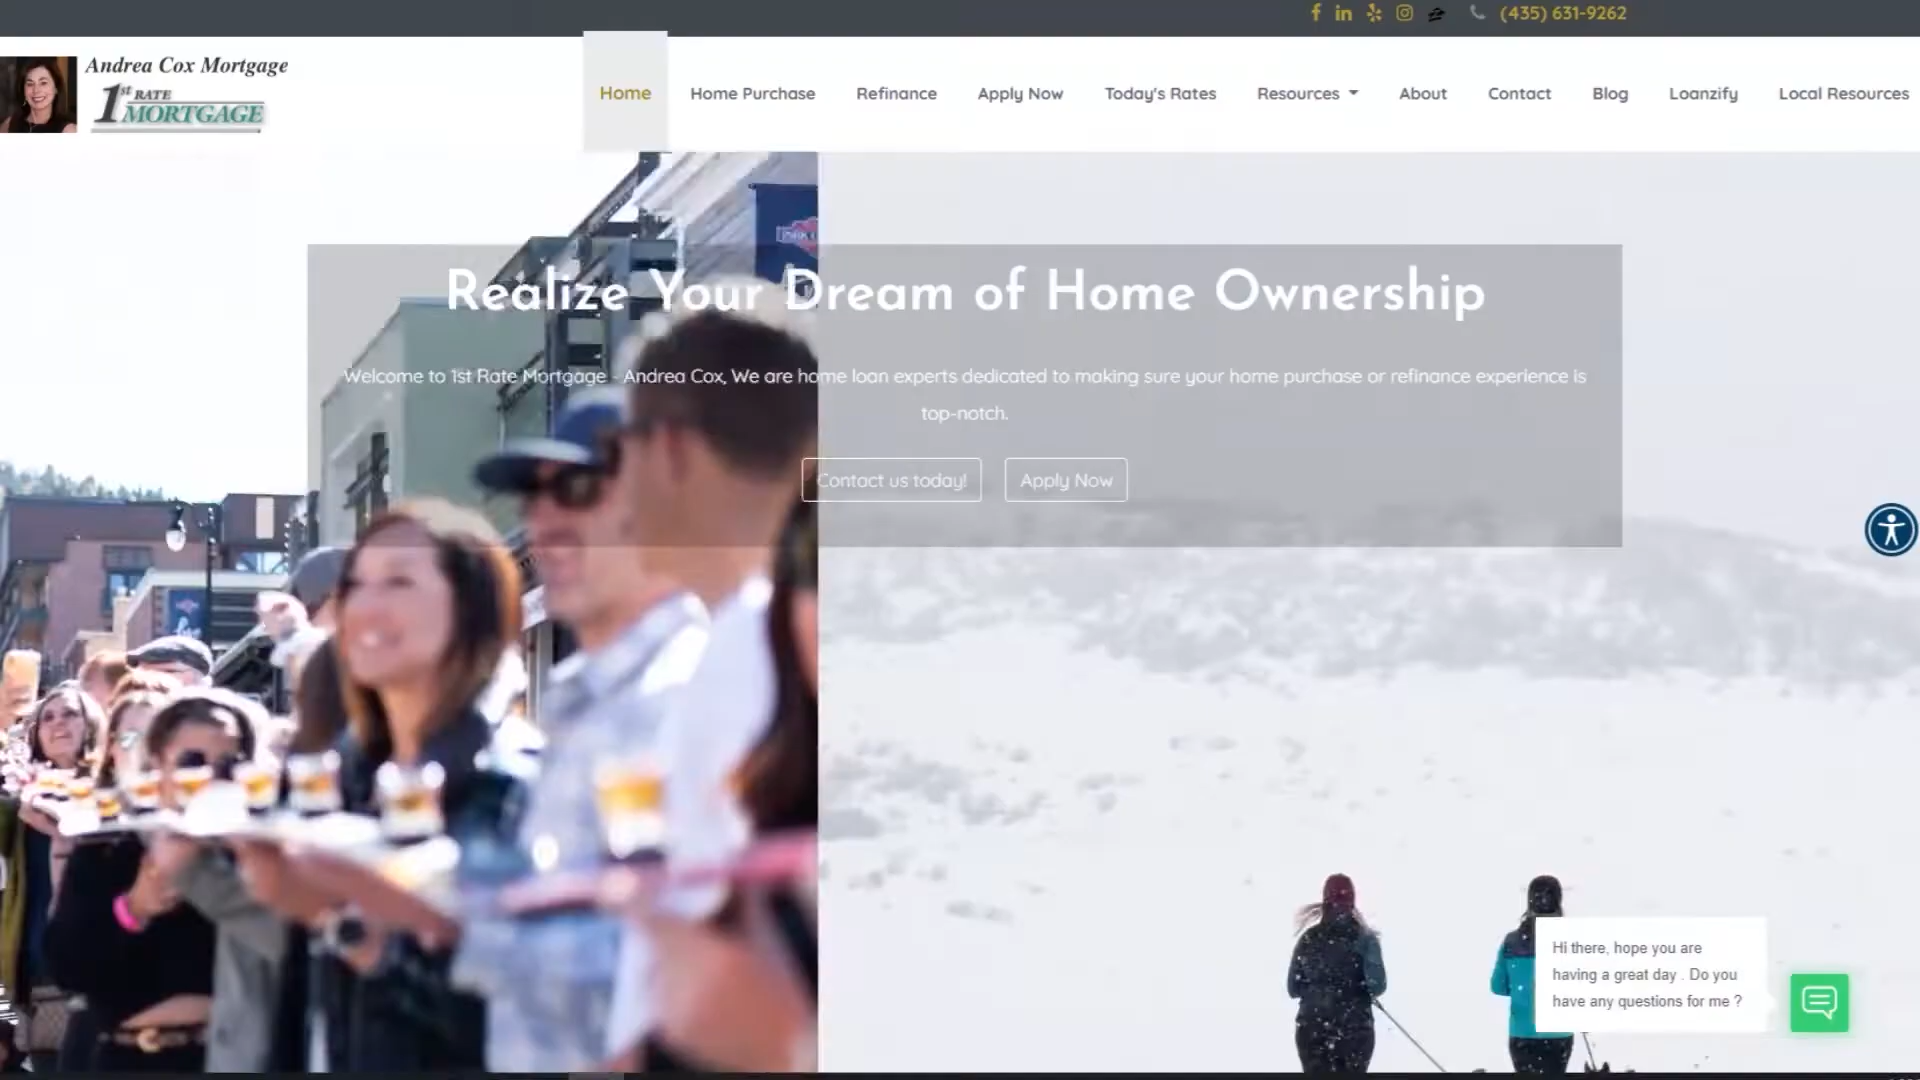 (435) 631-9262
Andrea Cox Mortgage
1st RATE
MORTGAGE
Home
Home Purchase
Refinance
Apply Now
Today's Rates
Resources
About
Contact
Blog
Loanzify
Local Resources
Realize Your Dream of Home Ownership
Welcome to 1st Rate Mortgage - Andrea Cox, We are home loan experts dedicated to making sure your home purchase or refinance experience is
top-notch.
Contact us today!
Apply Now
Hi there, hope you are
having a great day . Do you
have any questions for me ?